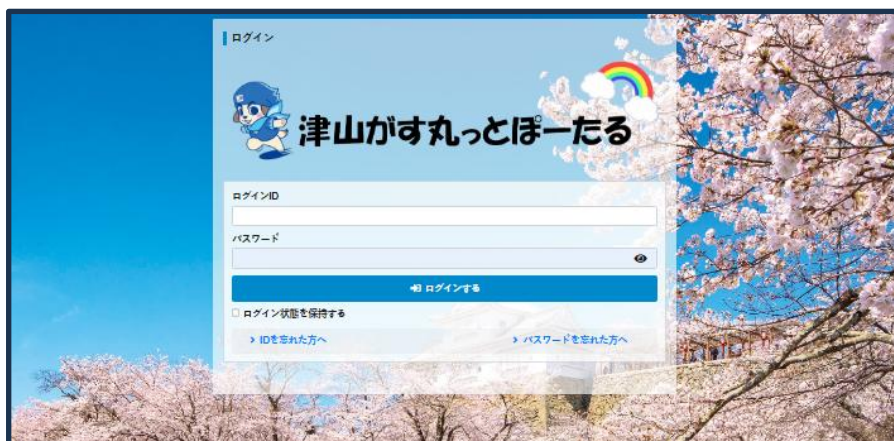 ログイン
津山がす丸っとぽーたる
ログインID
パスワード
ログインする
ログイン状態を保持する
> IDを忘れた方へ
> パスワードを忘れた方へ